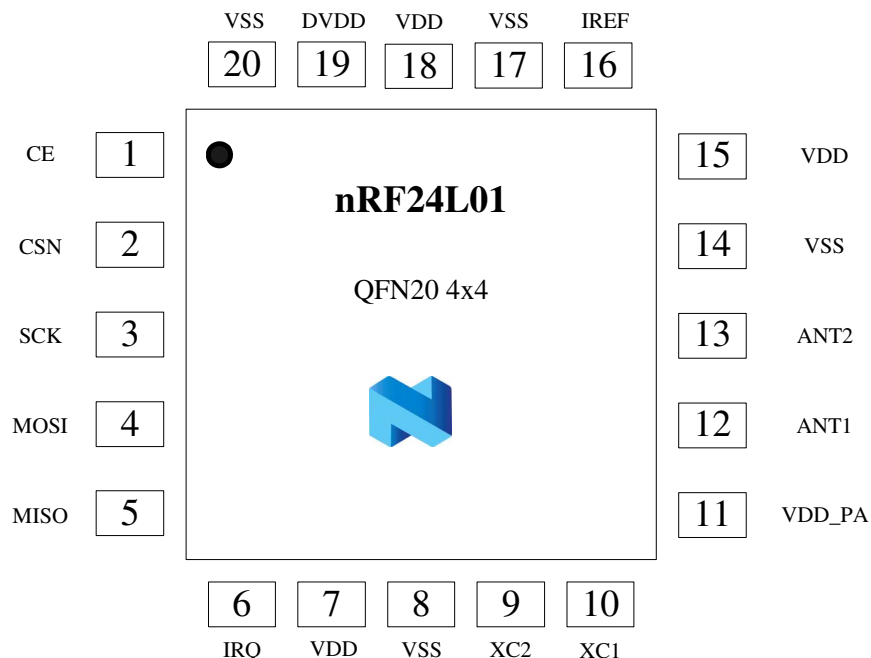 VSS DVDD VDD VSS IREF
20 19 18 17 16
CE 1 15 VDD
nRF24L01
CSN 2 14 VSS
QFN20 4x4
SCK 3 13 ANT2
MOSI 4 12 ANT1
MISO 5 11 VDD_PA
6 7 8 9 10
IRQ VDD VSS XC2 XC1